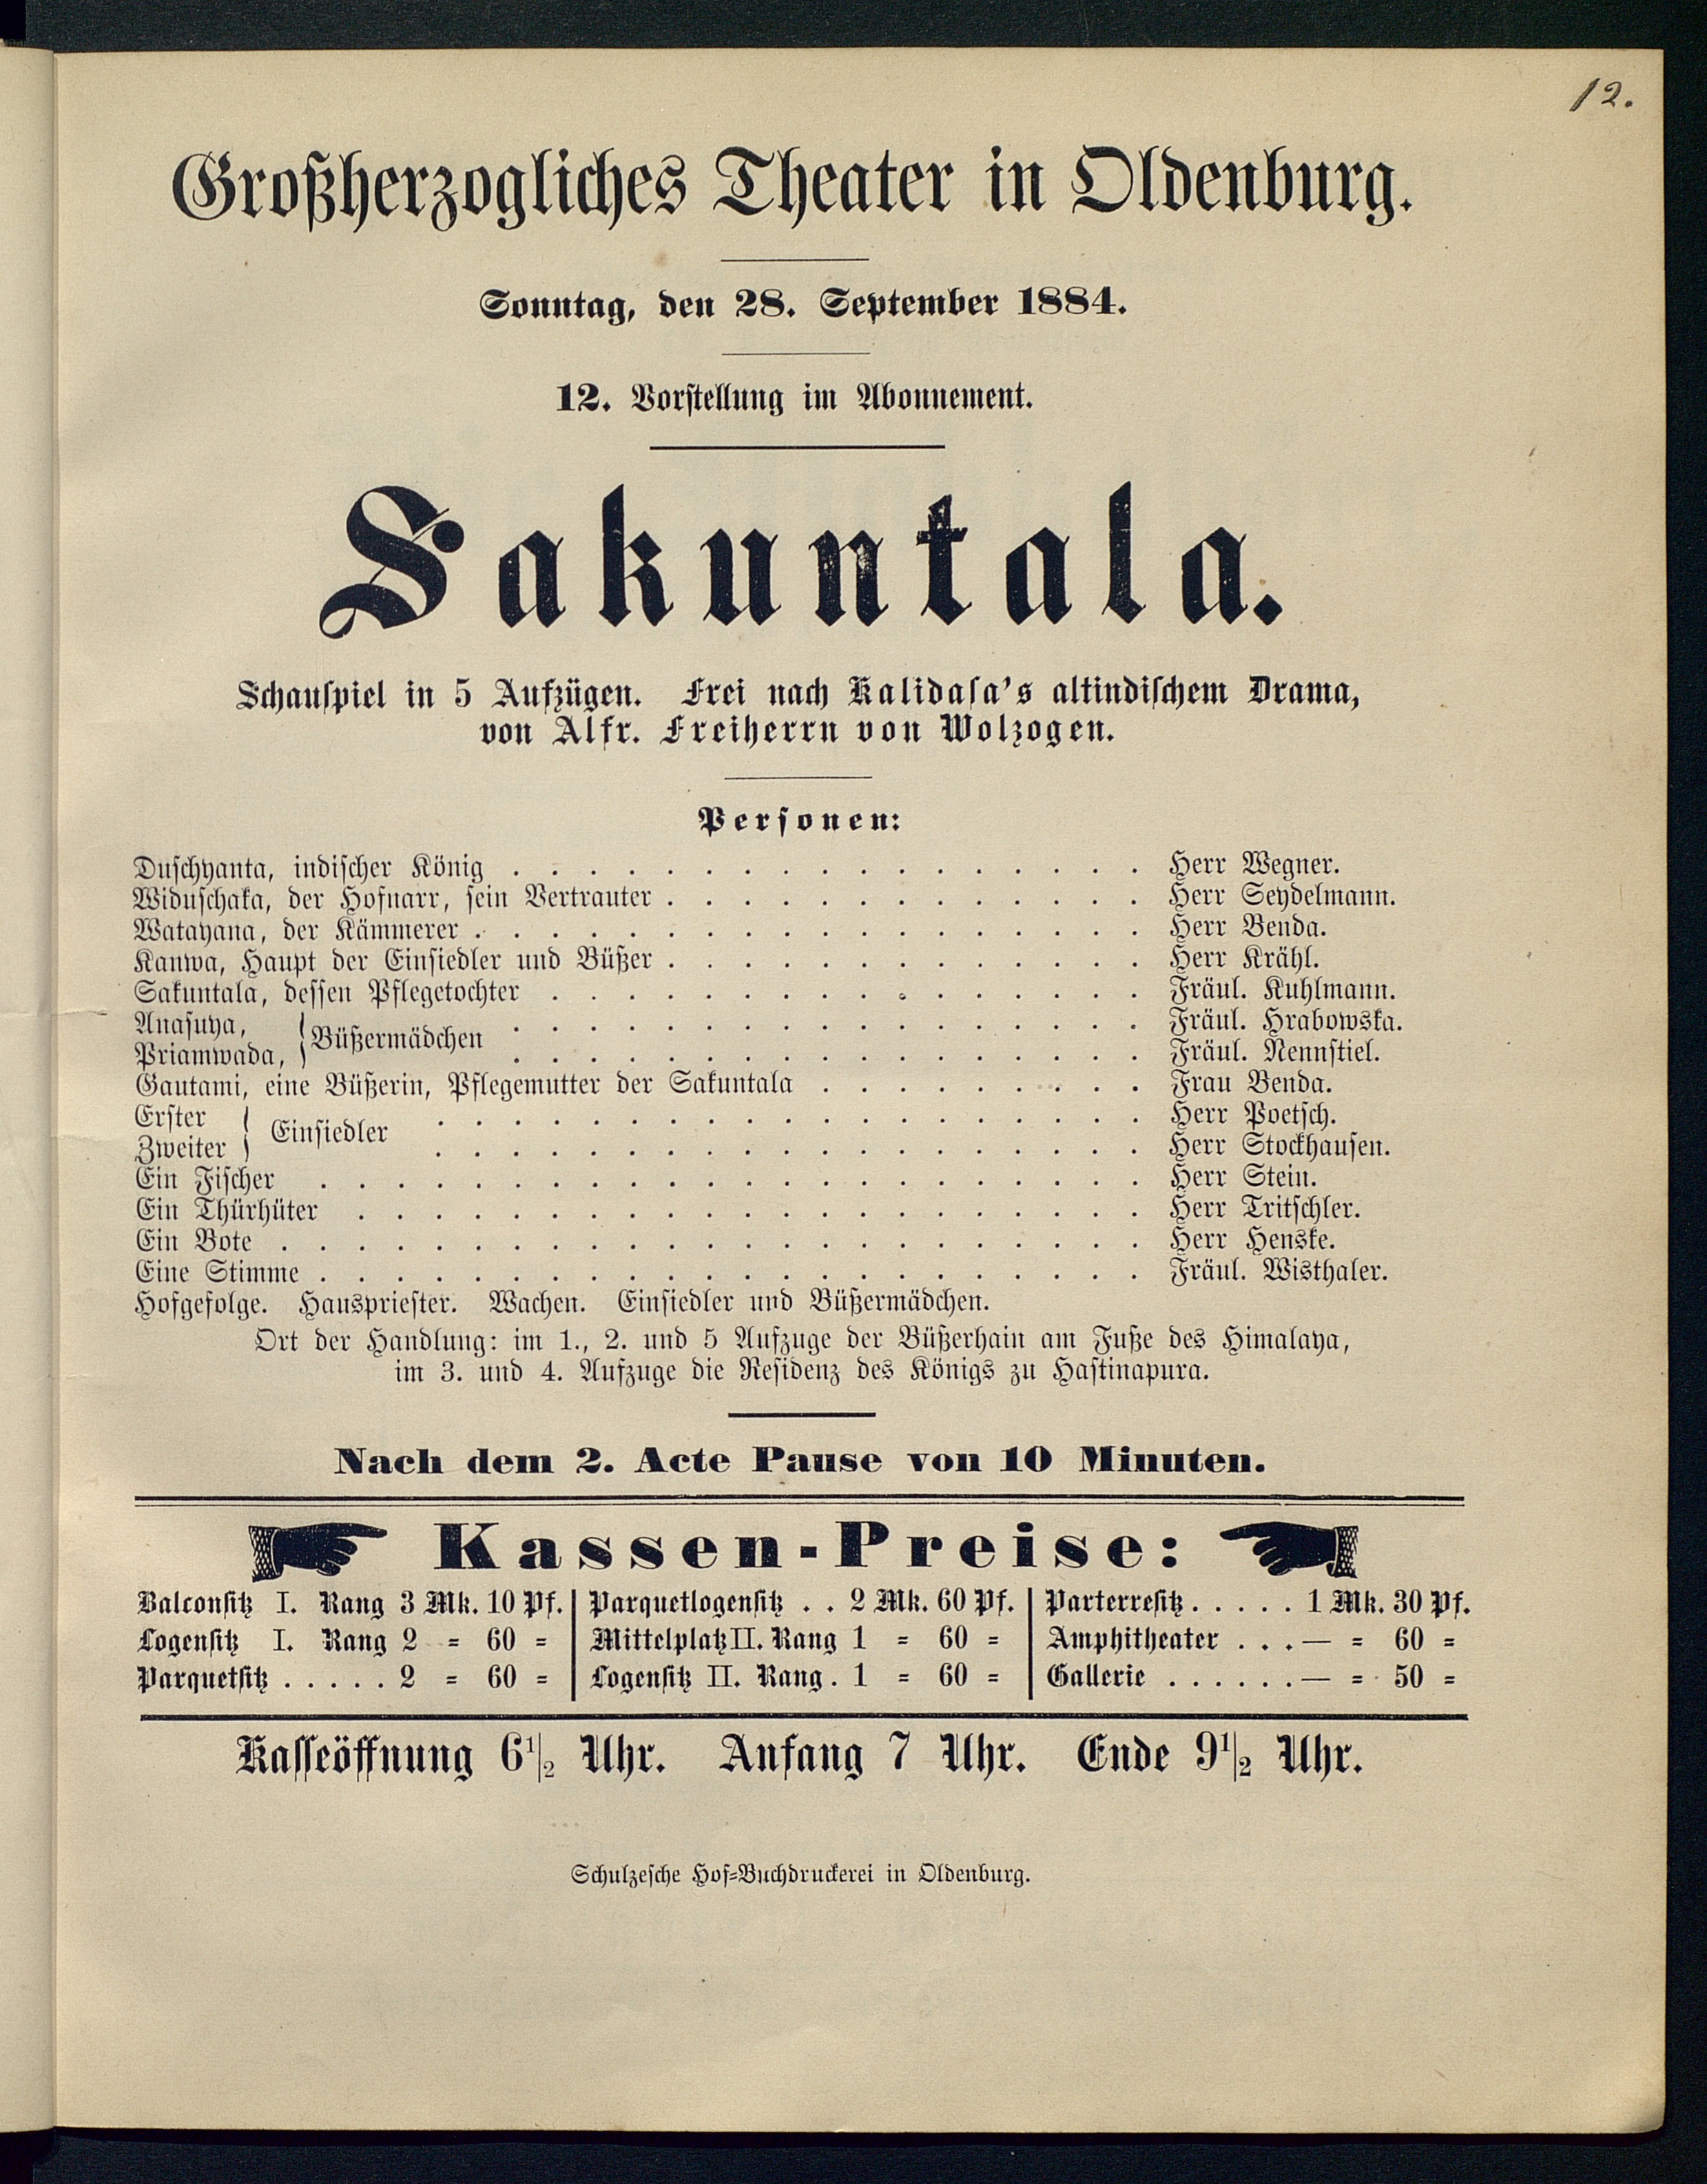 12.
Großherzogliches Theater in Oldenburg.
Sonntag, den 28. September 1884.
12. Vorstellung im Abonnement.
Sakuntala.
Schauspiel in 5 Aufzügen. Frei nach Kalidasa's altindischem Drama,
von Alfr. Freiherrn von Wolzogen.
Personen:
Duschyanta, indischer König . . . . . . . . . . . . . . . . . Herr Wegner.
Widuschaka, der Hofnarr, sein Vertrauter . . . . . . . . . . . . . Herr Seydelmann.
Watayana, der Kämmerer . . . . . . . . . . . . . . . . . . Herr Benda.
Kanwa, Haupt der Einsiedler und Büßer . . . . . . . . . . . . . Herr Krähl.
Sakuntala, dessen Pflegetochter . . . . . . . . . . . . . . . . Fräul. Kuhlmann.
Anasuya, } Büßermädchen . . . . . . . . . . . . . . . . . Fräul. Hrabowska.
Priamwada, } . . . . . . . . . . . . . . . . . Fräul. Nennstiel.
Gautami, eine Büßerin, Pflegemutter der Sakuntala . . . . . . . . . Frau Benda.
Erster } Einsiedler . . . . . . . . . . . . . . . . . . . Herr Poetsch.
Zweiter } . . . . . . . . . . . . . . . . . . . Herr Stockhausen.
Ein Fischer . . . . . . . . . . . . . . . . . . . . . . Herr Stein.
Ein Thürhüter . . . . . . . . . . . . . . . . . . . . . Herr Tritschler.
Ein Bote . . . . . . . . . . . . . . . . . . . . . . . Herr Henske.
Eine Stimme . . . . . . . . . . . . . . . . . . . . . . Fräul. Wisthaler.
Hofgefolge. Hauspriester. Wachen. Einsiedler und Büßermädchen.
Ort der Handlung: im 1., 2. und 5 Aufzuge der Büßerhain am Fuße des Himalaya,
im 3. und 4. Aufzuge die Residenz des Königs zu Hastinapura.
Nach dem 2. Acte Pause von 10 Minuten.
Kassen-Preise:
Balconsitz I. Rang 3 Mk. 10 Pf. | Parquetlogensitz . . 2 Mk. 60 Pf. | Parterresitz . . . . . 1 Mk. 30 Pf.
Logensitz I. Rang 2 = 60 = | Mittelplatz II. Rang 1 = 60 = | Amphitheater . . . — = 60 =
Parquetsitz . . . . . 2 = 60 = | Logensitz II. Rang . 1 = 60 = | Gallerie . . . . . . — = 50 =
Kasseöffnung 6 1/2 Uhr. Anfang 7 Uhr. Ende 9 1/2 Uhr.
Schulzesche Hof=Buchdruckerei in Oldenburg.